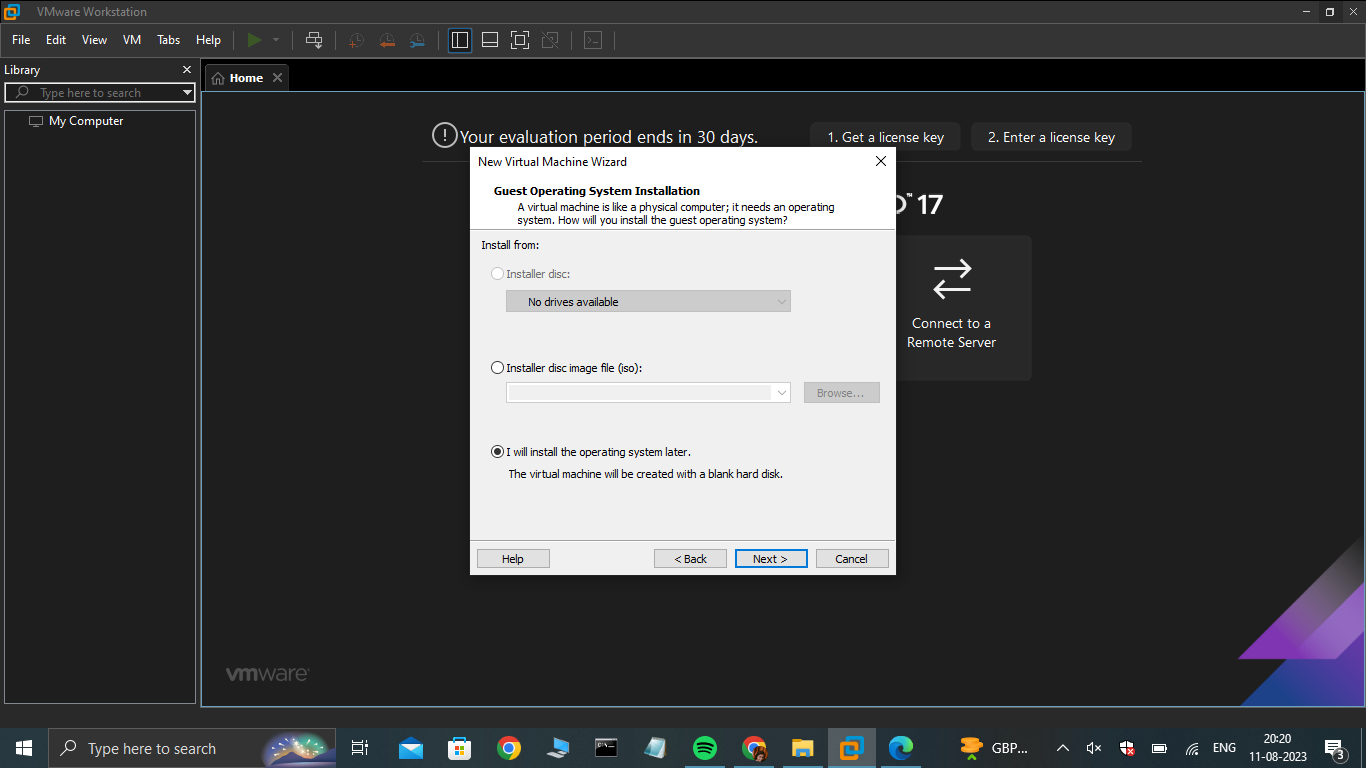 VMware Workstation
File Edit View VM Tabs Help
Library
Home
Type here to search
My Computer
Your evaluation period ends in 30 days.
1. Get a license key
2. Enter a license key
New Virtual Machine Wizard
™ 17
Guest Operating System Installation
A virtual machine is like a physical computer; it needs an operating
system. How will you install the guest operating system?
Install from:
Installer disc:
No drives available
Installer disc image file (iso):
Browse...
I will install the operating system later.
The virtual machine will be created with a blank hard disk.
Help
< Back
Next >
Cancel
Connect to a
Remote Server
vmware®
Type here to search
GBP...
ENG
20:20
11-08-2023
3